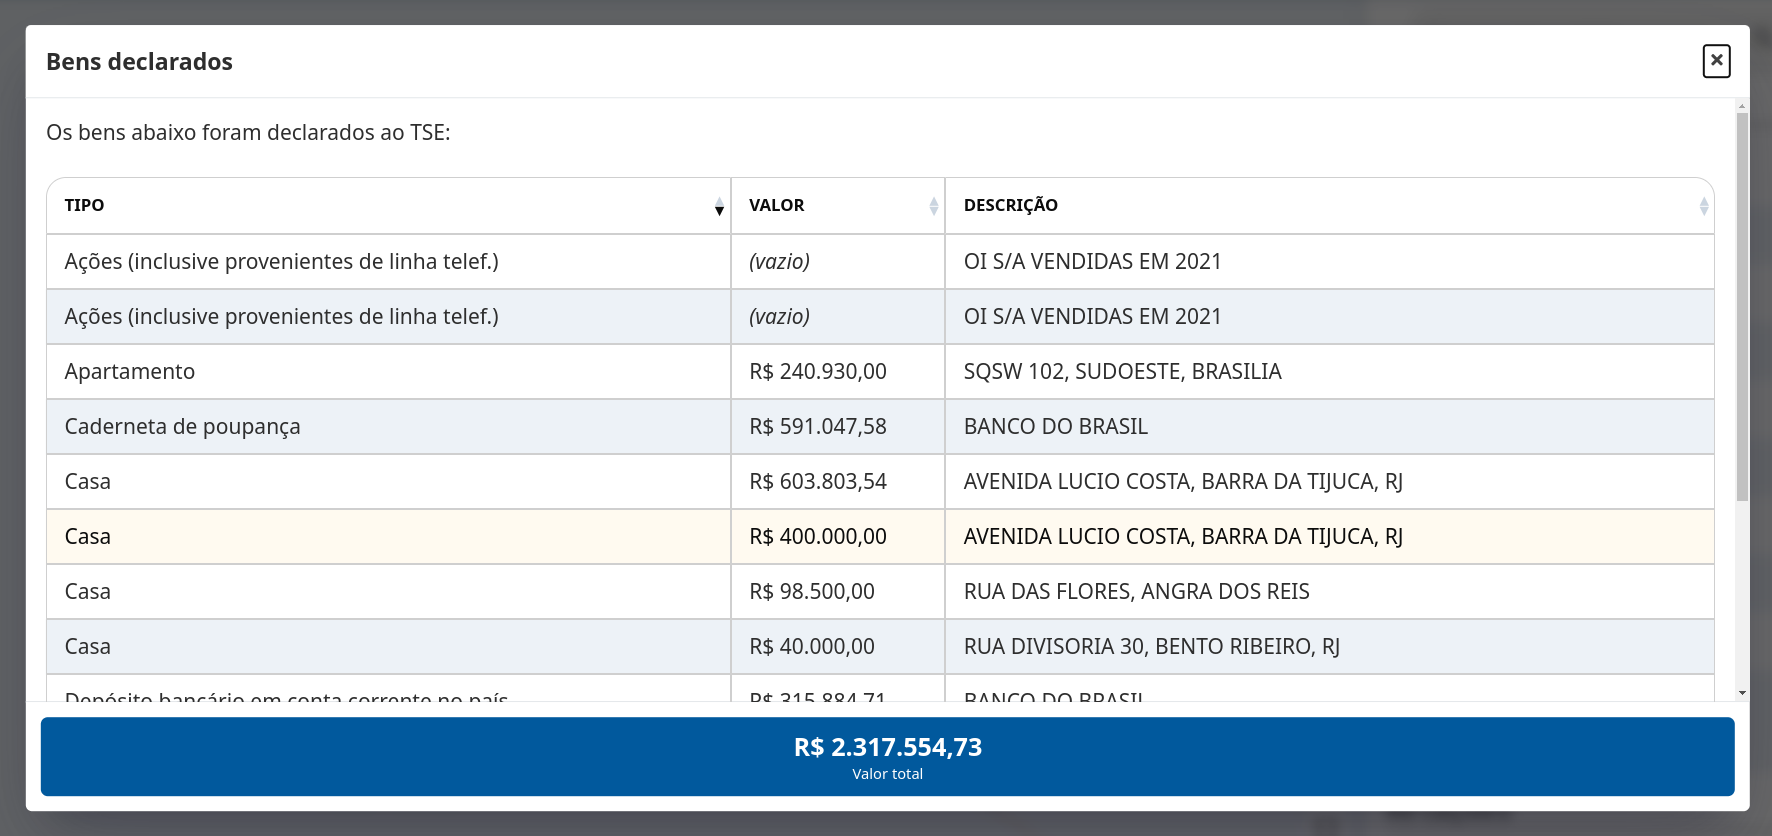 Bens declarados
Os bens abaixo foram declarados ao TSE:
TIPO VALOR DESCRIÇÃO
Ações (inclusive provenientes de linha telef.) (vazio) OI S/A VENDIDAS EM 2021
Ações (inclusive provenientes de linha telef.) (vazio) OI S/A VENDIDAS EM 2021
Apartamento R$ 240.930,00 SQSW 102, SUDOESTE, BRASILIA
Caderneta de poupança R$ 591.047,58 BANCO DO BRASIL
Casa R$ 603.803,54 AVENIDA LUCIO COSTA, BARRA DA TIJUCA, RJ
Casa R$ 400.000,00 AVENIDA LUCIO COSTA, BARRA DA TIJUCA, RJ
Casa R$ 98.500,00 RUA DAS FLORES, ANGRA DOS REIS
Casa R$ 40.000,00 RUA DIVISORIA 30, BENTO RIBEIRO, RJ
Depósito bancário em conta corrente no país R$ 315.884,71 BANCO DO BRASIL
R$ 2.317.554,73
Valor total